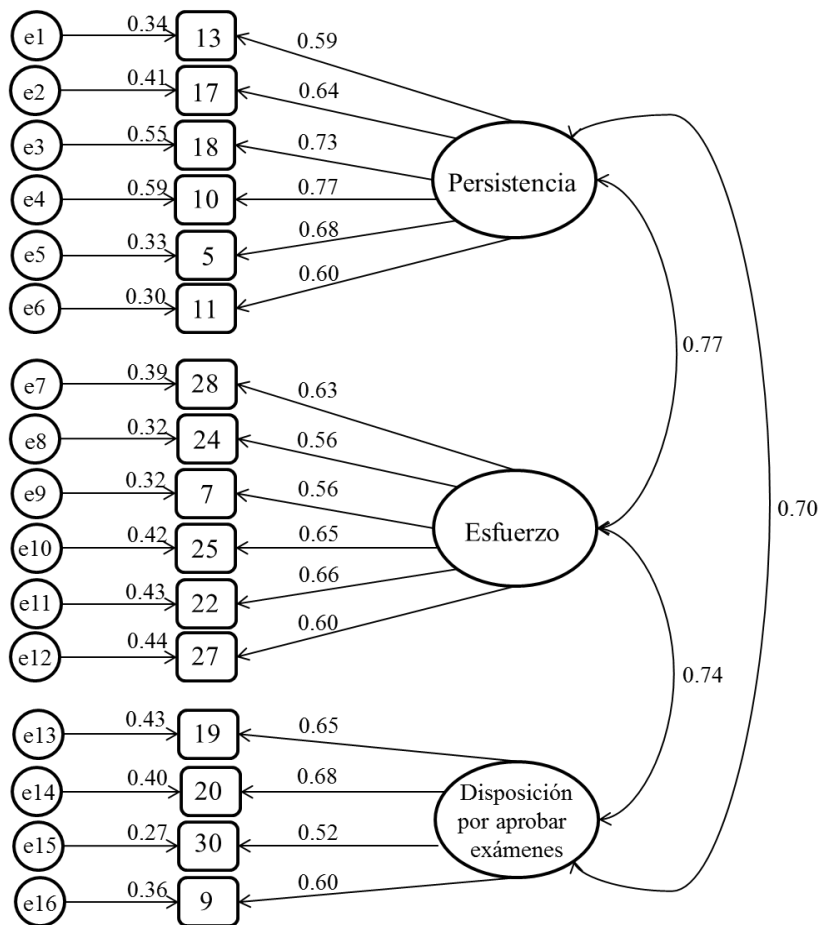 e1 0.34 13 0.59
e2 0.41 17 0.64
e3 0.55 18 0.73
e4 0.59 10 0.77
e5 0.33 5 0.68
e6 0.30 11 0.60
Persistencia
0.77
e7 0.39 28 0.63
e8 0.32 24 0.56
e9 0.32 7 0.56
e10 0.42 25 0.65
e11 0.43 22 0.66
e12 0.44 27 0.60
Esfuerzo
0.70
0.74
e13 0.43 19 0.65
e14 0.40 20 0.68
e15 0.27 30 0.52
e16 0.36 9 0.60
Disposición
por aprobar
exámenes